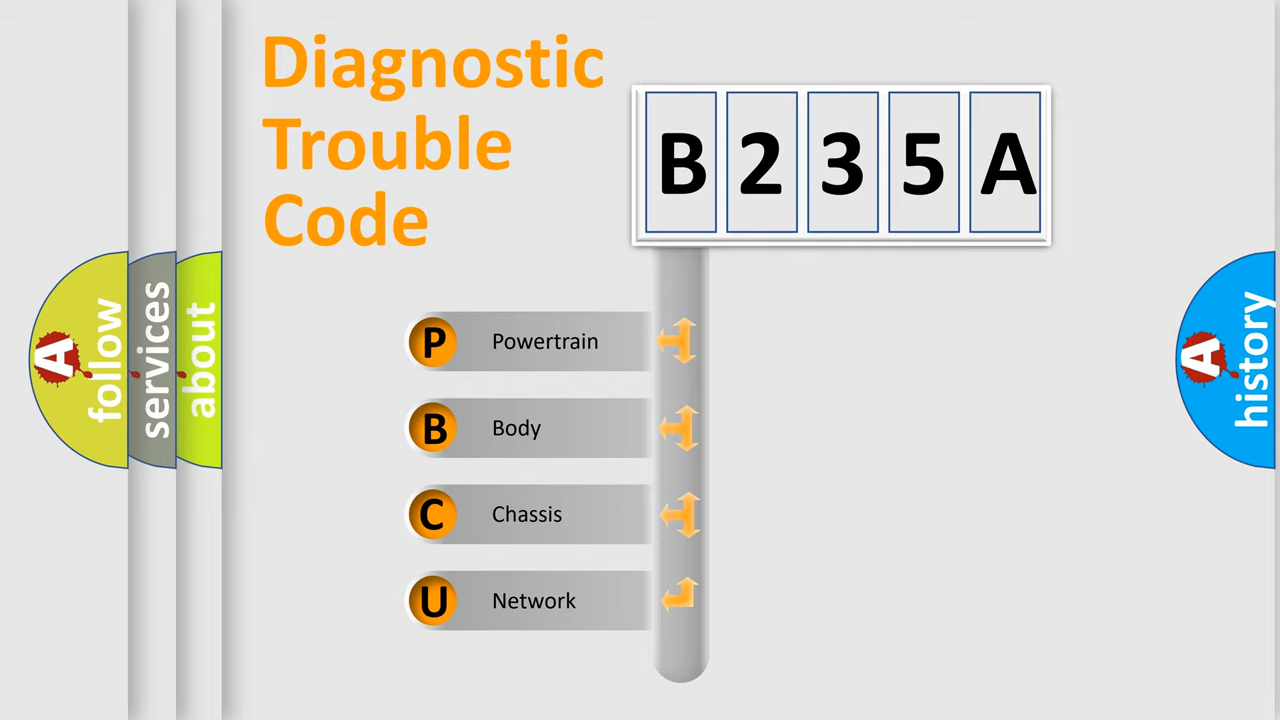 Diagnostic
Trouble
Code
B 2 3 5 A
P Powertrain
B Body
C Chassis
U Network
A follow
services
about
A history